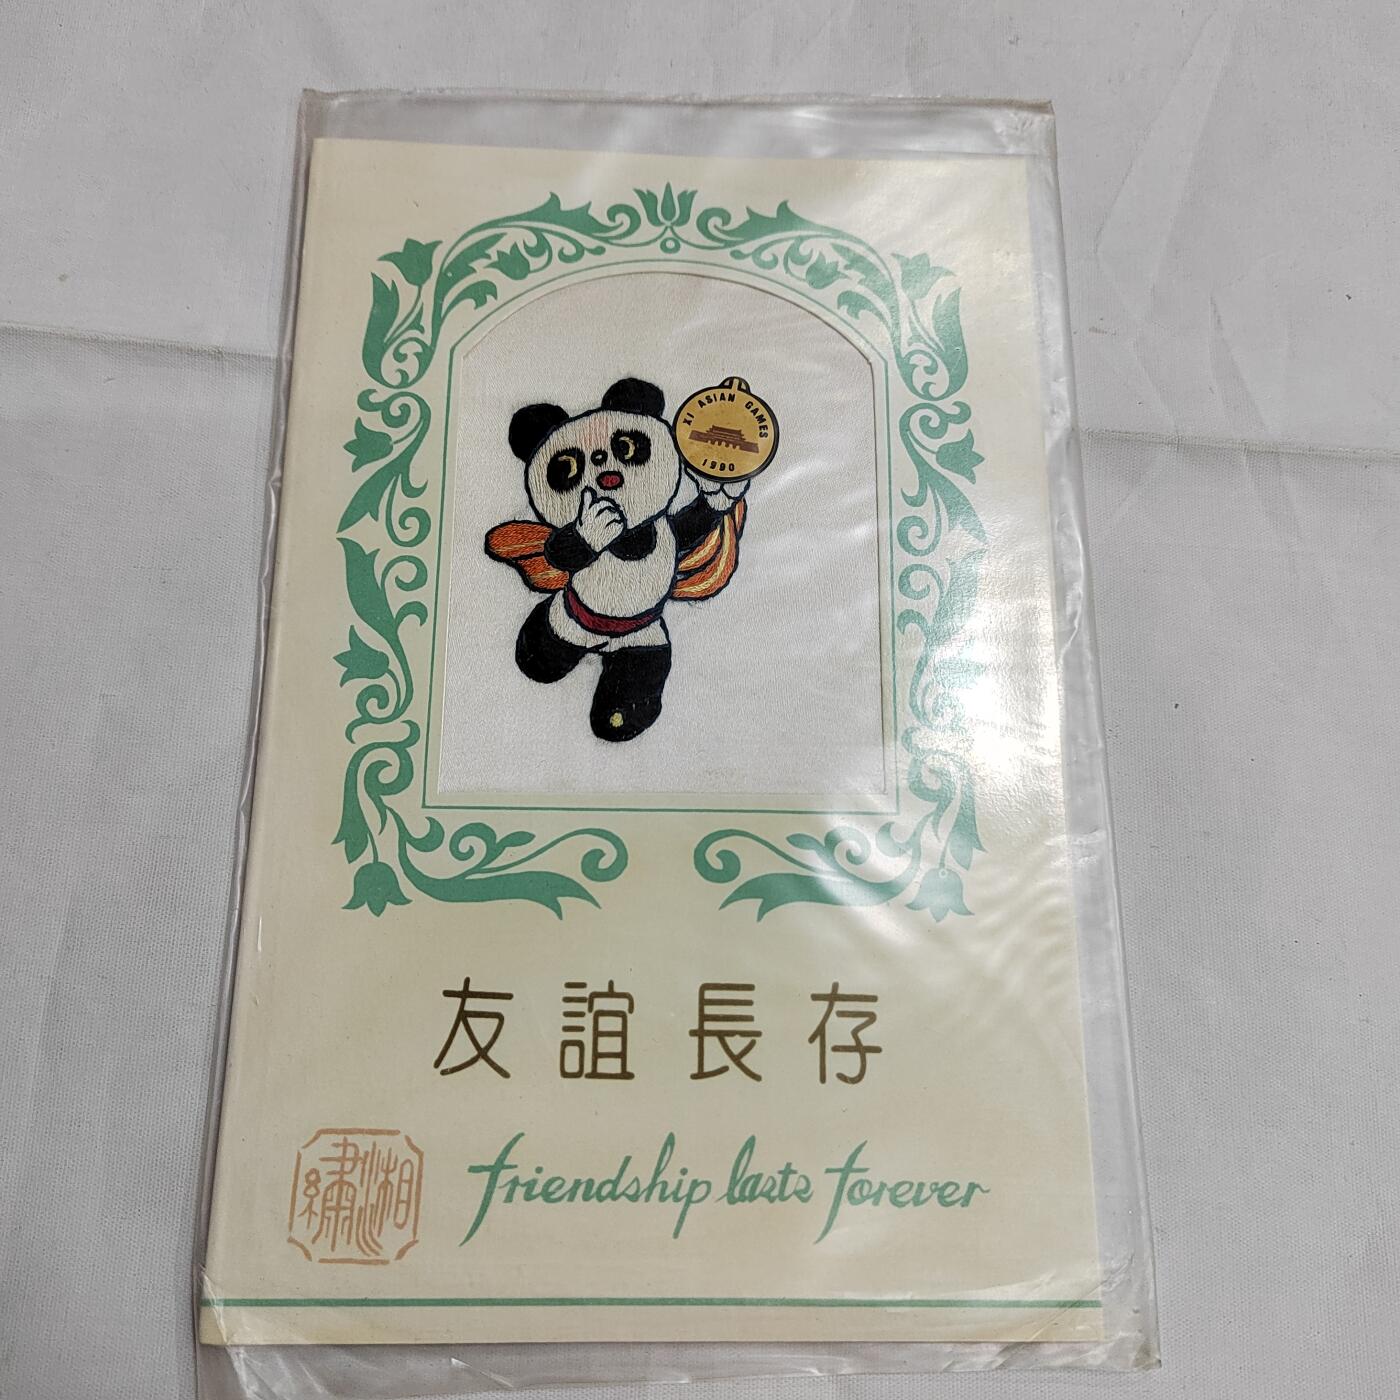 XI ASIAN GAMES
1990
友誼長存
湘繡
friendship lasts forever